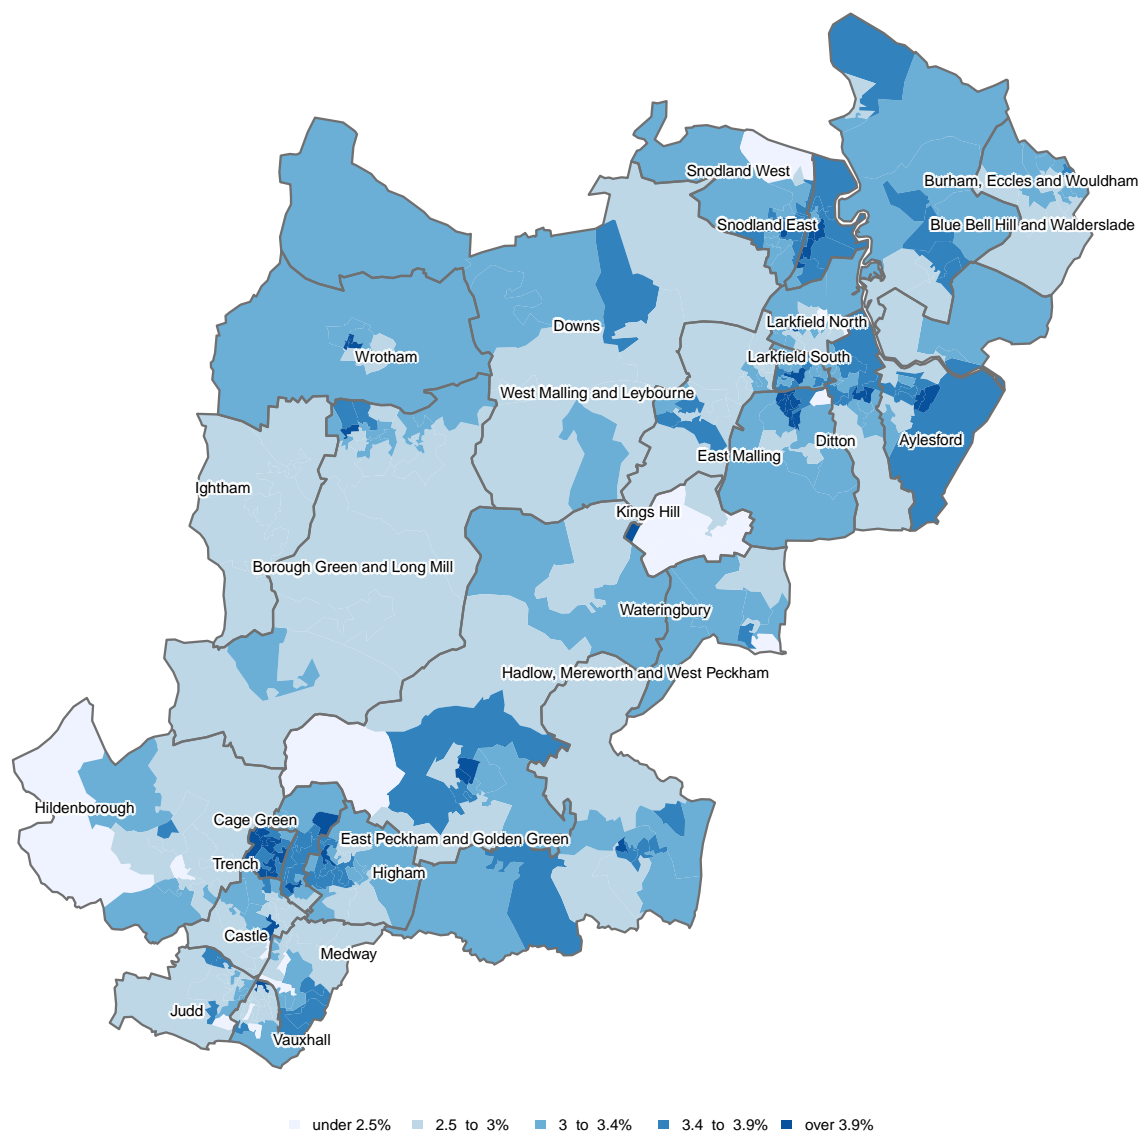 Snodland West
Burham, Eccles and Wouldham
Snodland East
Blue Bell Hill and Walderslade
Larkfield North
Downs
Wrotham
Larkfield South
West Malling and Leybourne
Ditton
Aylesford
East Malling
Ightham
Kings Hill
Borough Green and Long Mill
Wateringbury
Hadlow, Mereworth and West Peckham
Hildenborough
Cage Green
East Peckham and Golden Green
Trench
Higham
Castle
Medway
Judd
Vauxhall
under 2.5% 2.5 to 3% 3 to 3.4% 3.4 to 3.9% over 3.9%